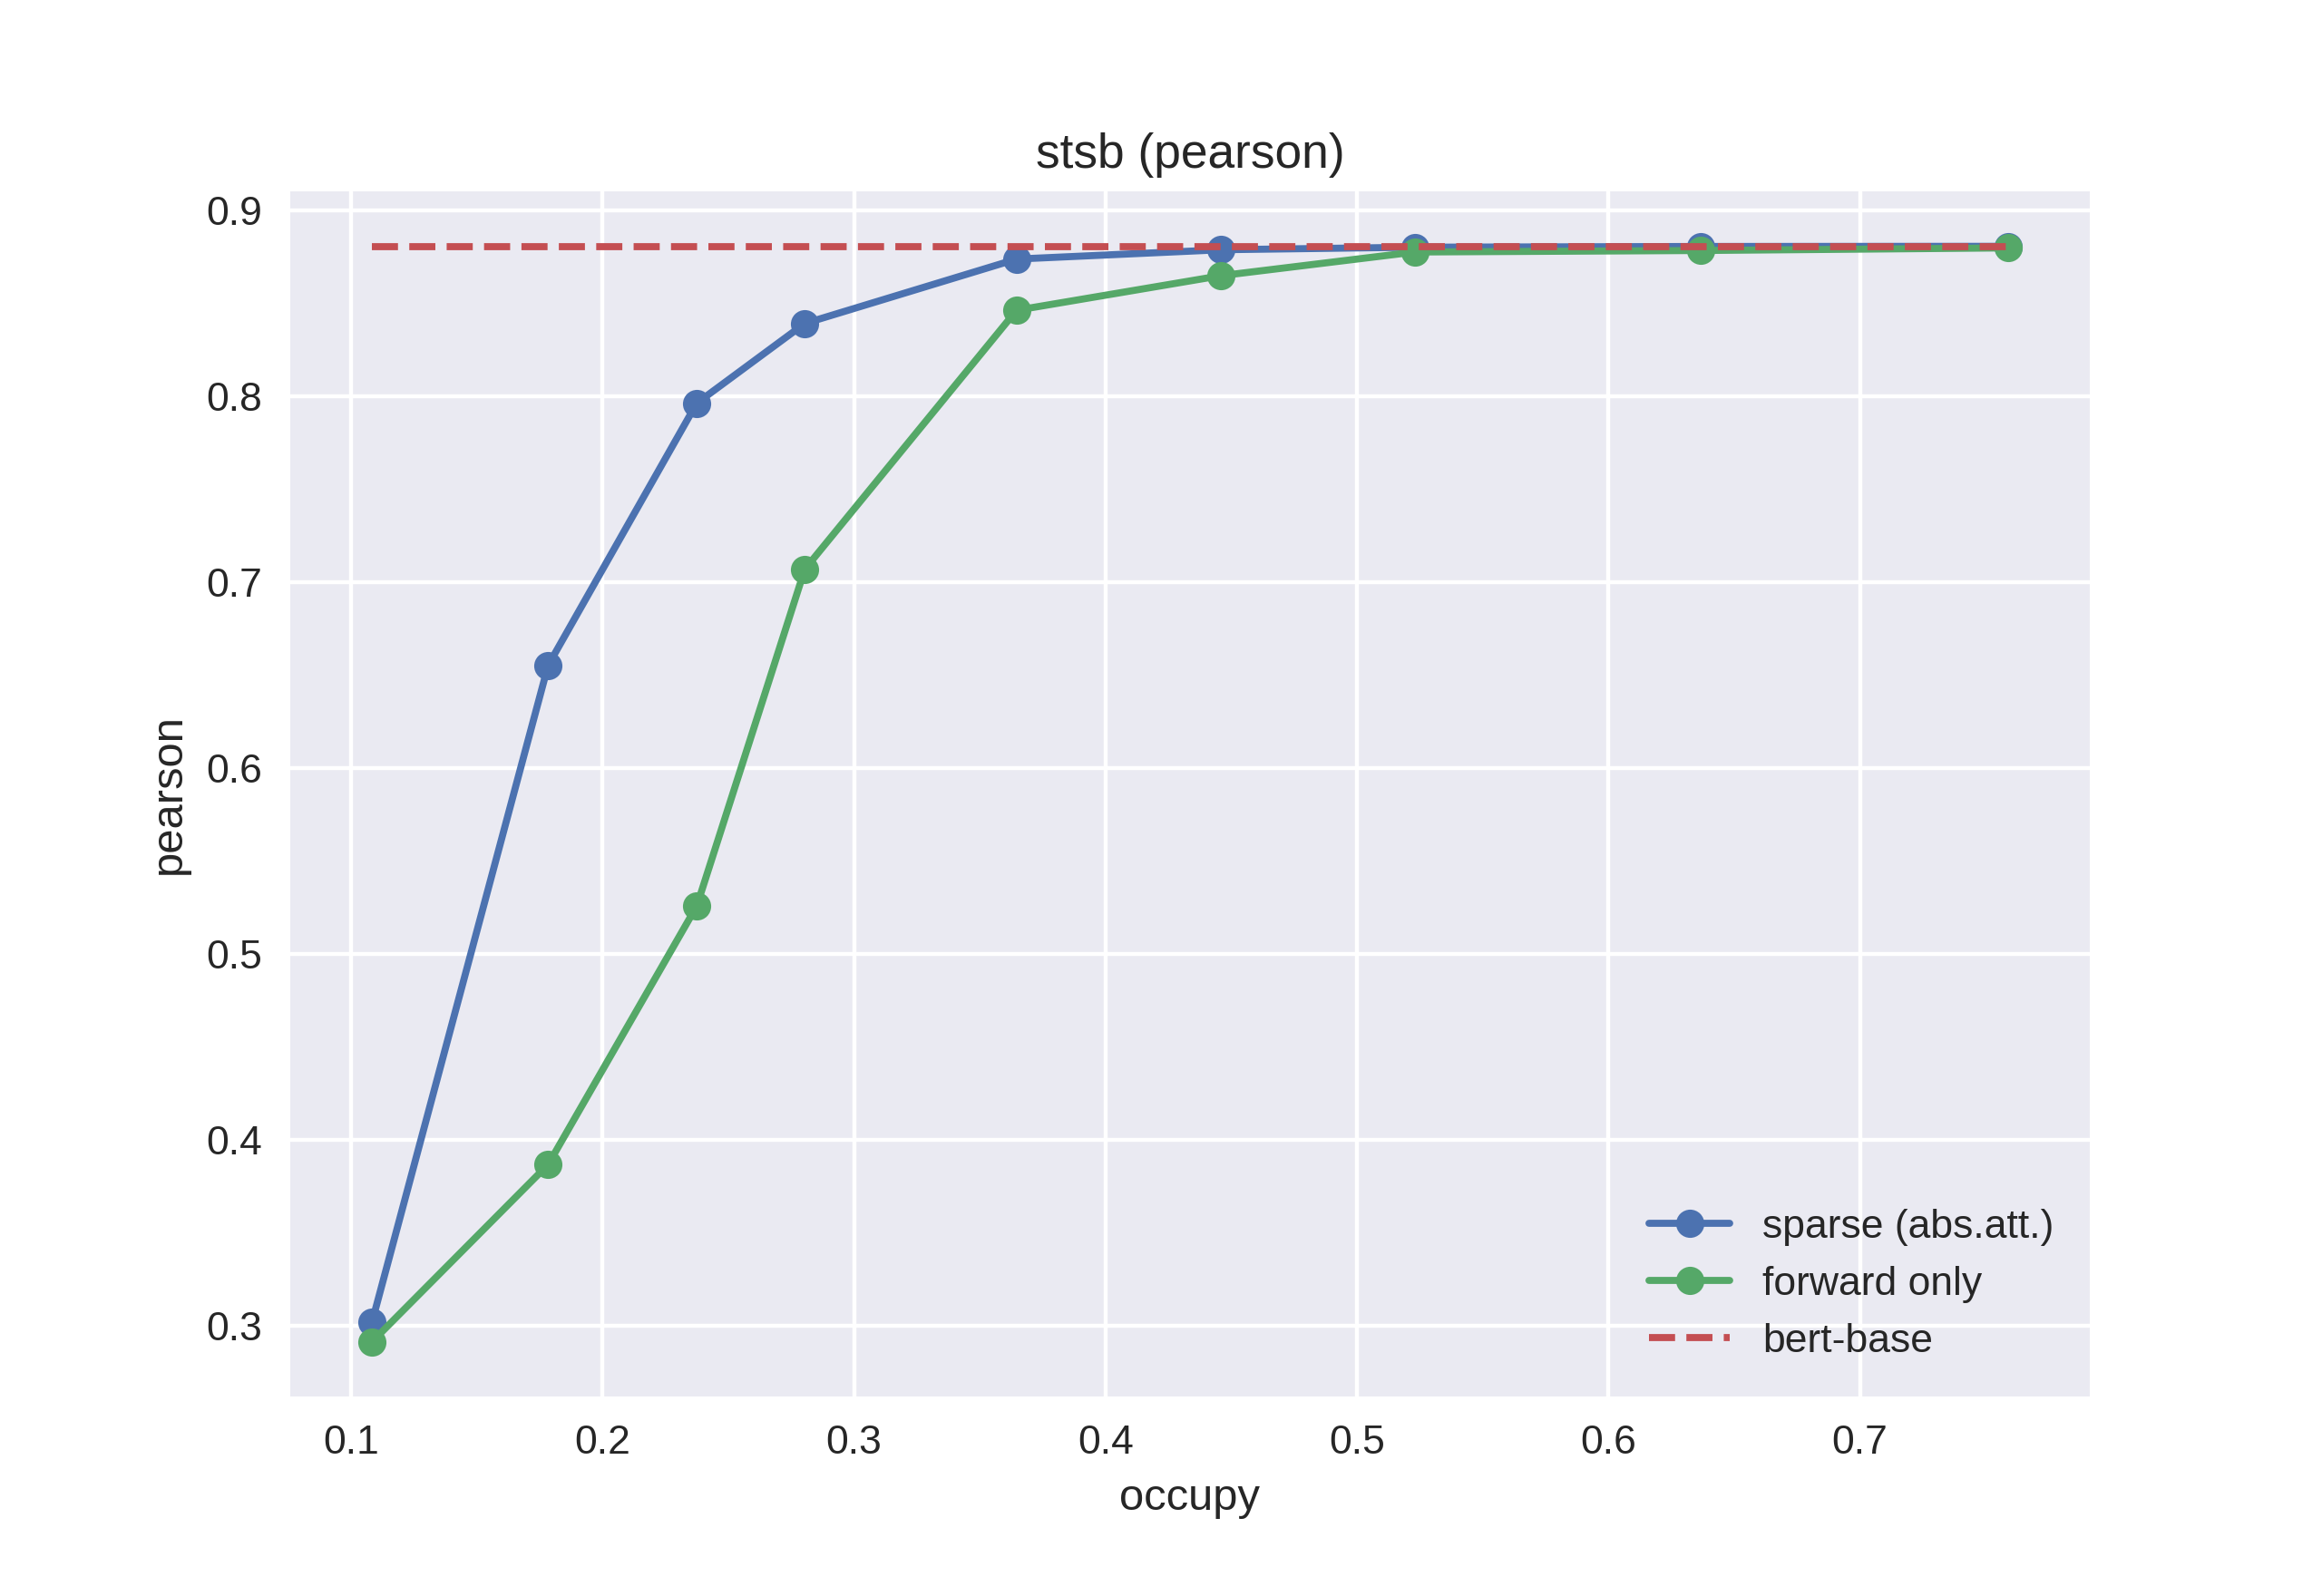 stsb (pearson)
pearson
0.9
0.8
0.7
0.6
0.5
0.4
0.3
0.1 0.2 0.3 0.4 0.5 0.6 0.7
occupy
sparse (abs.att.)
forward only
bert-base